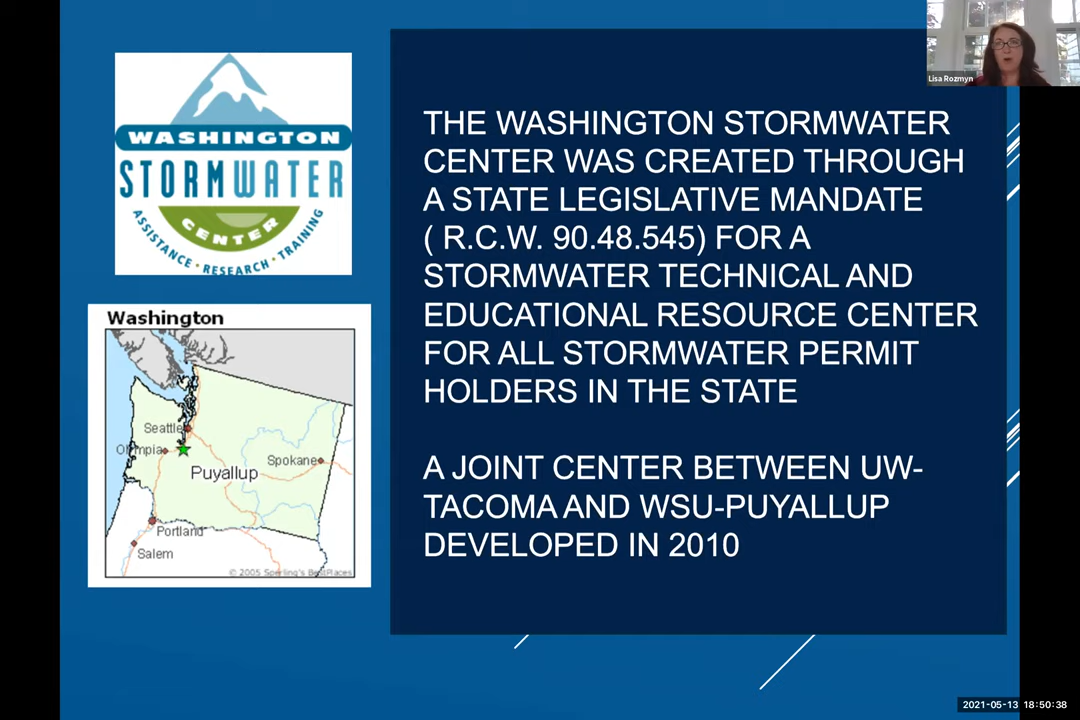 WASHINGTON
STORMWATER
CENTER
ASSISTANCE • RESEARCH • TRAINING
Washington
Seattle
Olympia
Puyallup
Spokane
Portland
Salem
© 2005 Sperling's BestPlaces
THE WASHINGTON STORMWATER
CENTER WAS CREATED THROUGH
A STATE LEGISLATIVE MANDATE
( R.C.W. 90.48.545) FOR A
STORMWATER TECHNICAL AND
EDUCATIONAL RESOURCE CENTER
FOR ALL STORMWATER PERMIT
HOLDERS IN THE STATE
A JOINT CENTER BETWEEN UW-
TACOMA AND WSU-PUYALLUP
DEVELOPED IN 2010
Lisa Rozmyn
2021-05-13 18:50:38